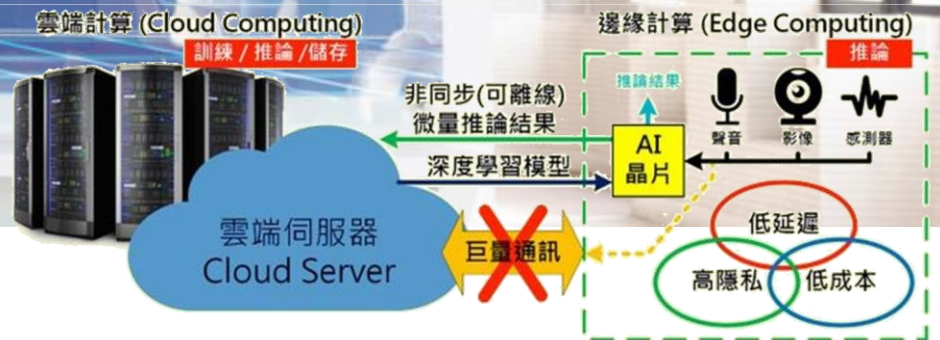 雲端計算 (Cloud Computing)
訓練 / 推論 /儲存
邊緣計算 (Edge Computing)
推論
非同步(可離線)
微量推論結果
深度學習模型
推論結果
AI
晶片
聲音
影像
感測器
雲端伺服器
Cloud Server
巨量通訊
低延遲
高隱私
低成本